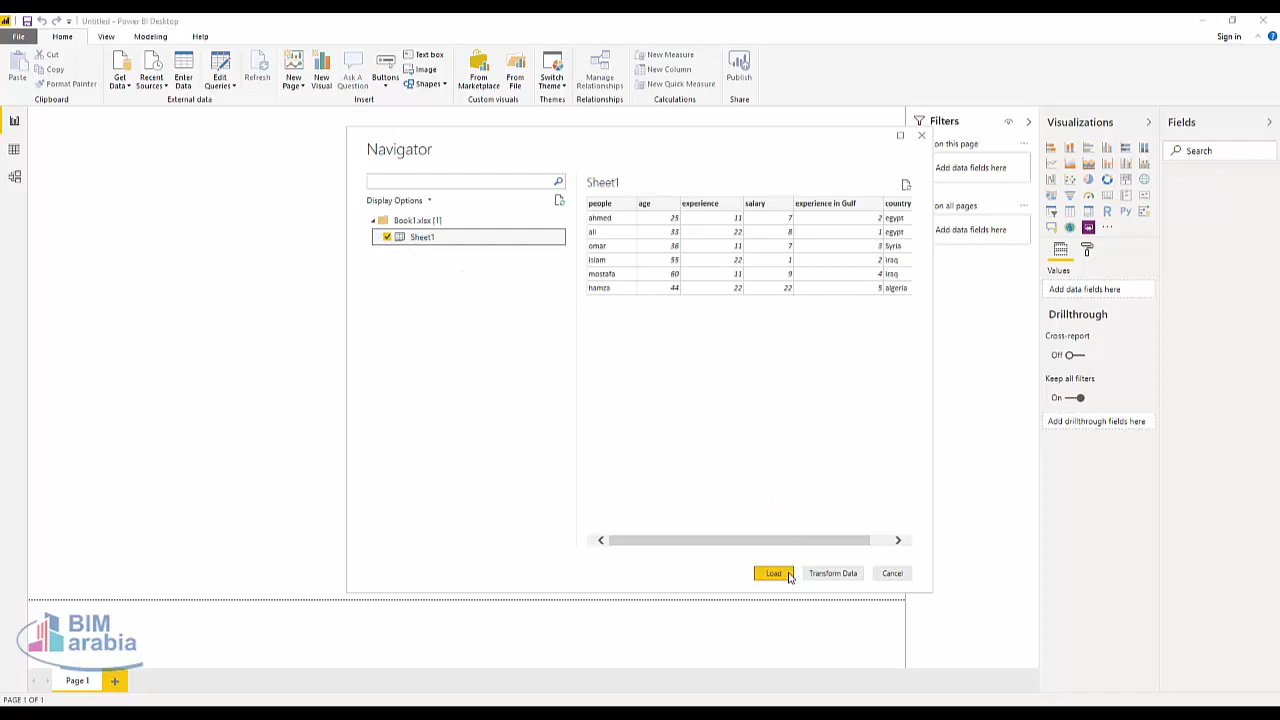 Untitled - Power BI Desktop
File Home View Modeling Help Sign in
Paste
Cut
Copy
Format Painter
Clipboard
Get Data
Recent Sources
Enter Data
Edit Queries
External data
Refresh
New Page
New Visual
Ask A Question
Buttons
Text box
Image
Shapes
Insert
From Marketplace
From File
Custom visuals
Switch Theme
Themes
Manage Relationships
Relationships
New Measure
New Column
New Quick Measure
Calculations
Publish
Share
Navigator
Display Options
Book1.xlsx [1]
Sheet1
Sheet1
people age experience salary experience in Gulf country
ahmed 25 11 7 2 egypt
ali 33 22 8 1 egypt
omar 36 11 7 3 Syria
islam 55 22 1 2 iraq
mostafa 60 11 9 4 iraq
hamza 44 22 22 5 algeria
Load Transform Data Cancel
Filters
on this page
Add data fields here
on all pages
Add data fields here
Visualizations
R Py
Values
Add data fields here
Drillthrough
Cross-report
Off
Keep all filters
On
Add drillthrough fields here
Fields
Search
BIM
arabia
Page 1
PAGE 1 OF 1